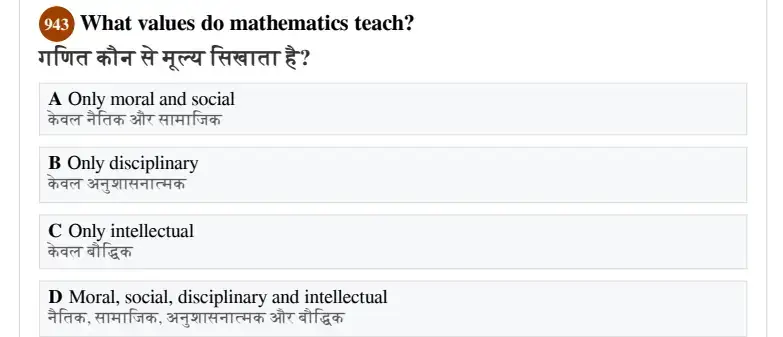 943 What values do mathematics teach?
गणित कौन से मूल्य सिखाता है?
A Only moral and social
केवल नैतिक और सामाजिक
B Only disciplinary
केवल अनुशासनात्मक
C Only intellectual
केवल बौद्धिक
D Moral, social, disciplinary and intellectual
नैतिक, सामाजिक, अनुशासनात्मक और बौद्धिक